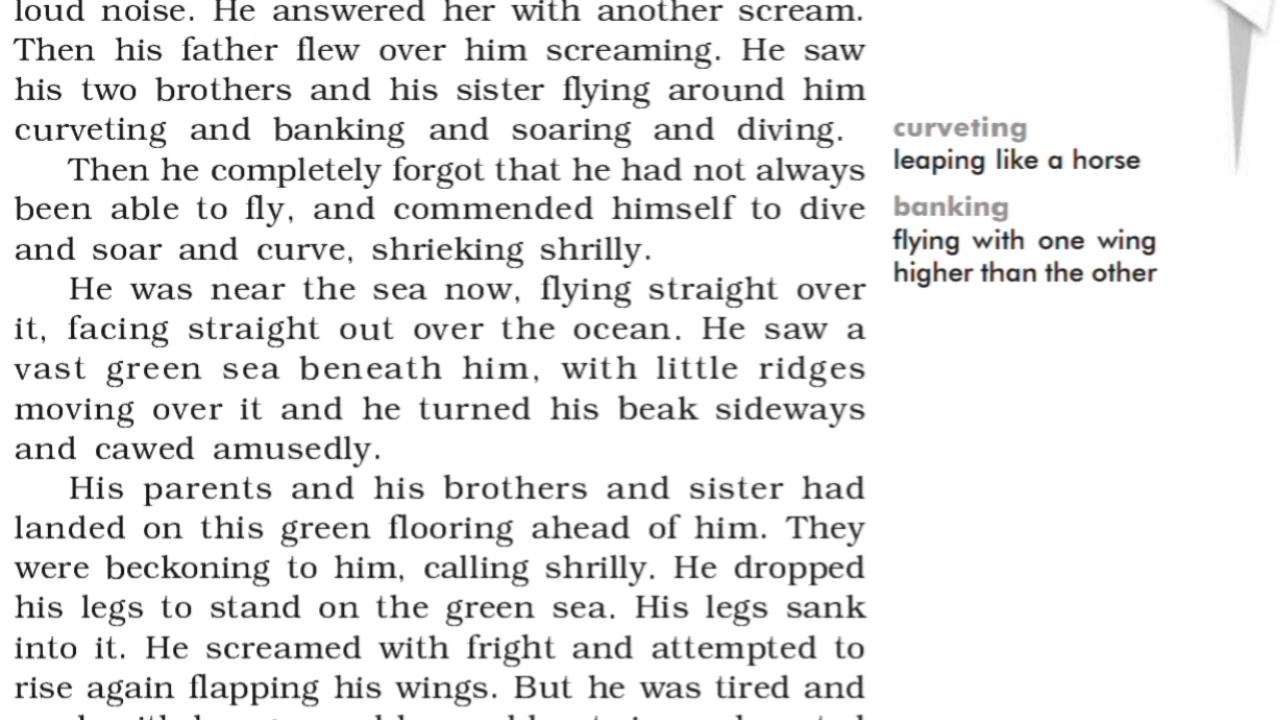 loud noise. He answered her with another scream.
Then his father flew over him screaming. He saw
his two brothers and his sister flying around him
curveting and banking and soaring and diving.
Then he completely forgot that he had not always
been able to fly, and commended himself to dive
and soar and curve, shrieking shrilly.
He was near the sea now, flying straight over
it, facing straight out over the ocean. He saw a
vast green sea beneath him, with little ridges
moving over it and he turned his beak sideways
and cawed amusedly.
His parents and his brothers and sister had
landed on this green flooring ahead of him. They
were beckoning to him, calling shrilly. He dropped
his legs to stand on the green sea. His legs sank
into it. He screamed with fright and attempted to
rise again flapping his wings. But he was tired and
curveting
leaping like a horse
banking
flying with one wing
higher than the other